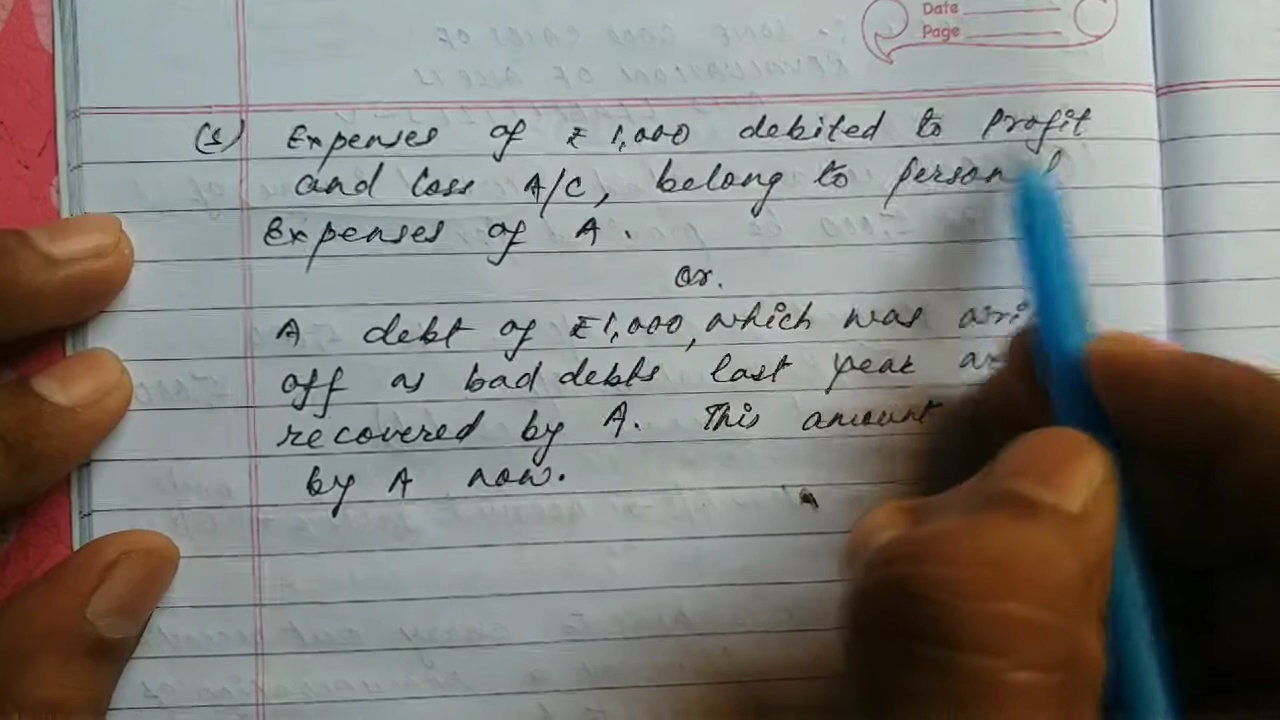 Date
Page
(s) Expenses of ₹ 1,000 debited to profit
and loss A/C, belong to personal
Expenses of A.
or.
A debt of ₹1,000, which was
off as bad debts last year
recovered by A. This amount
by A now.